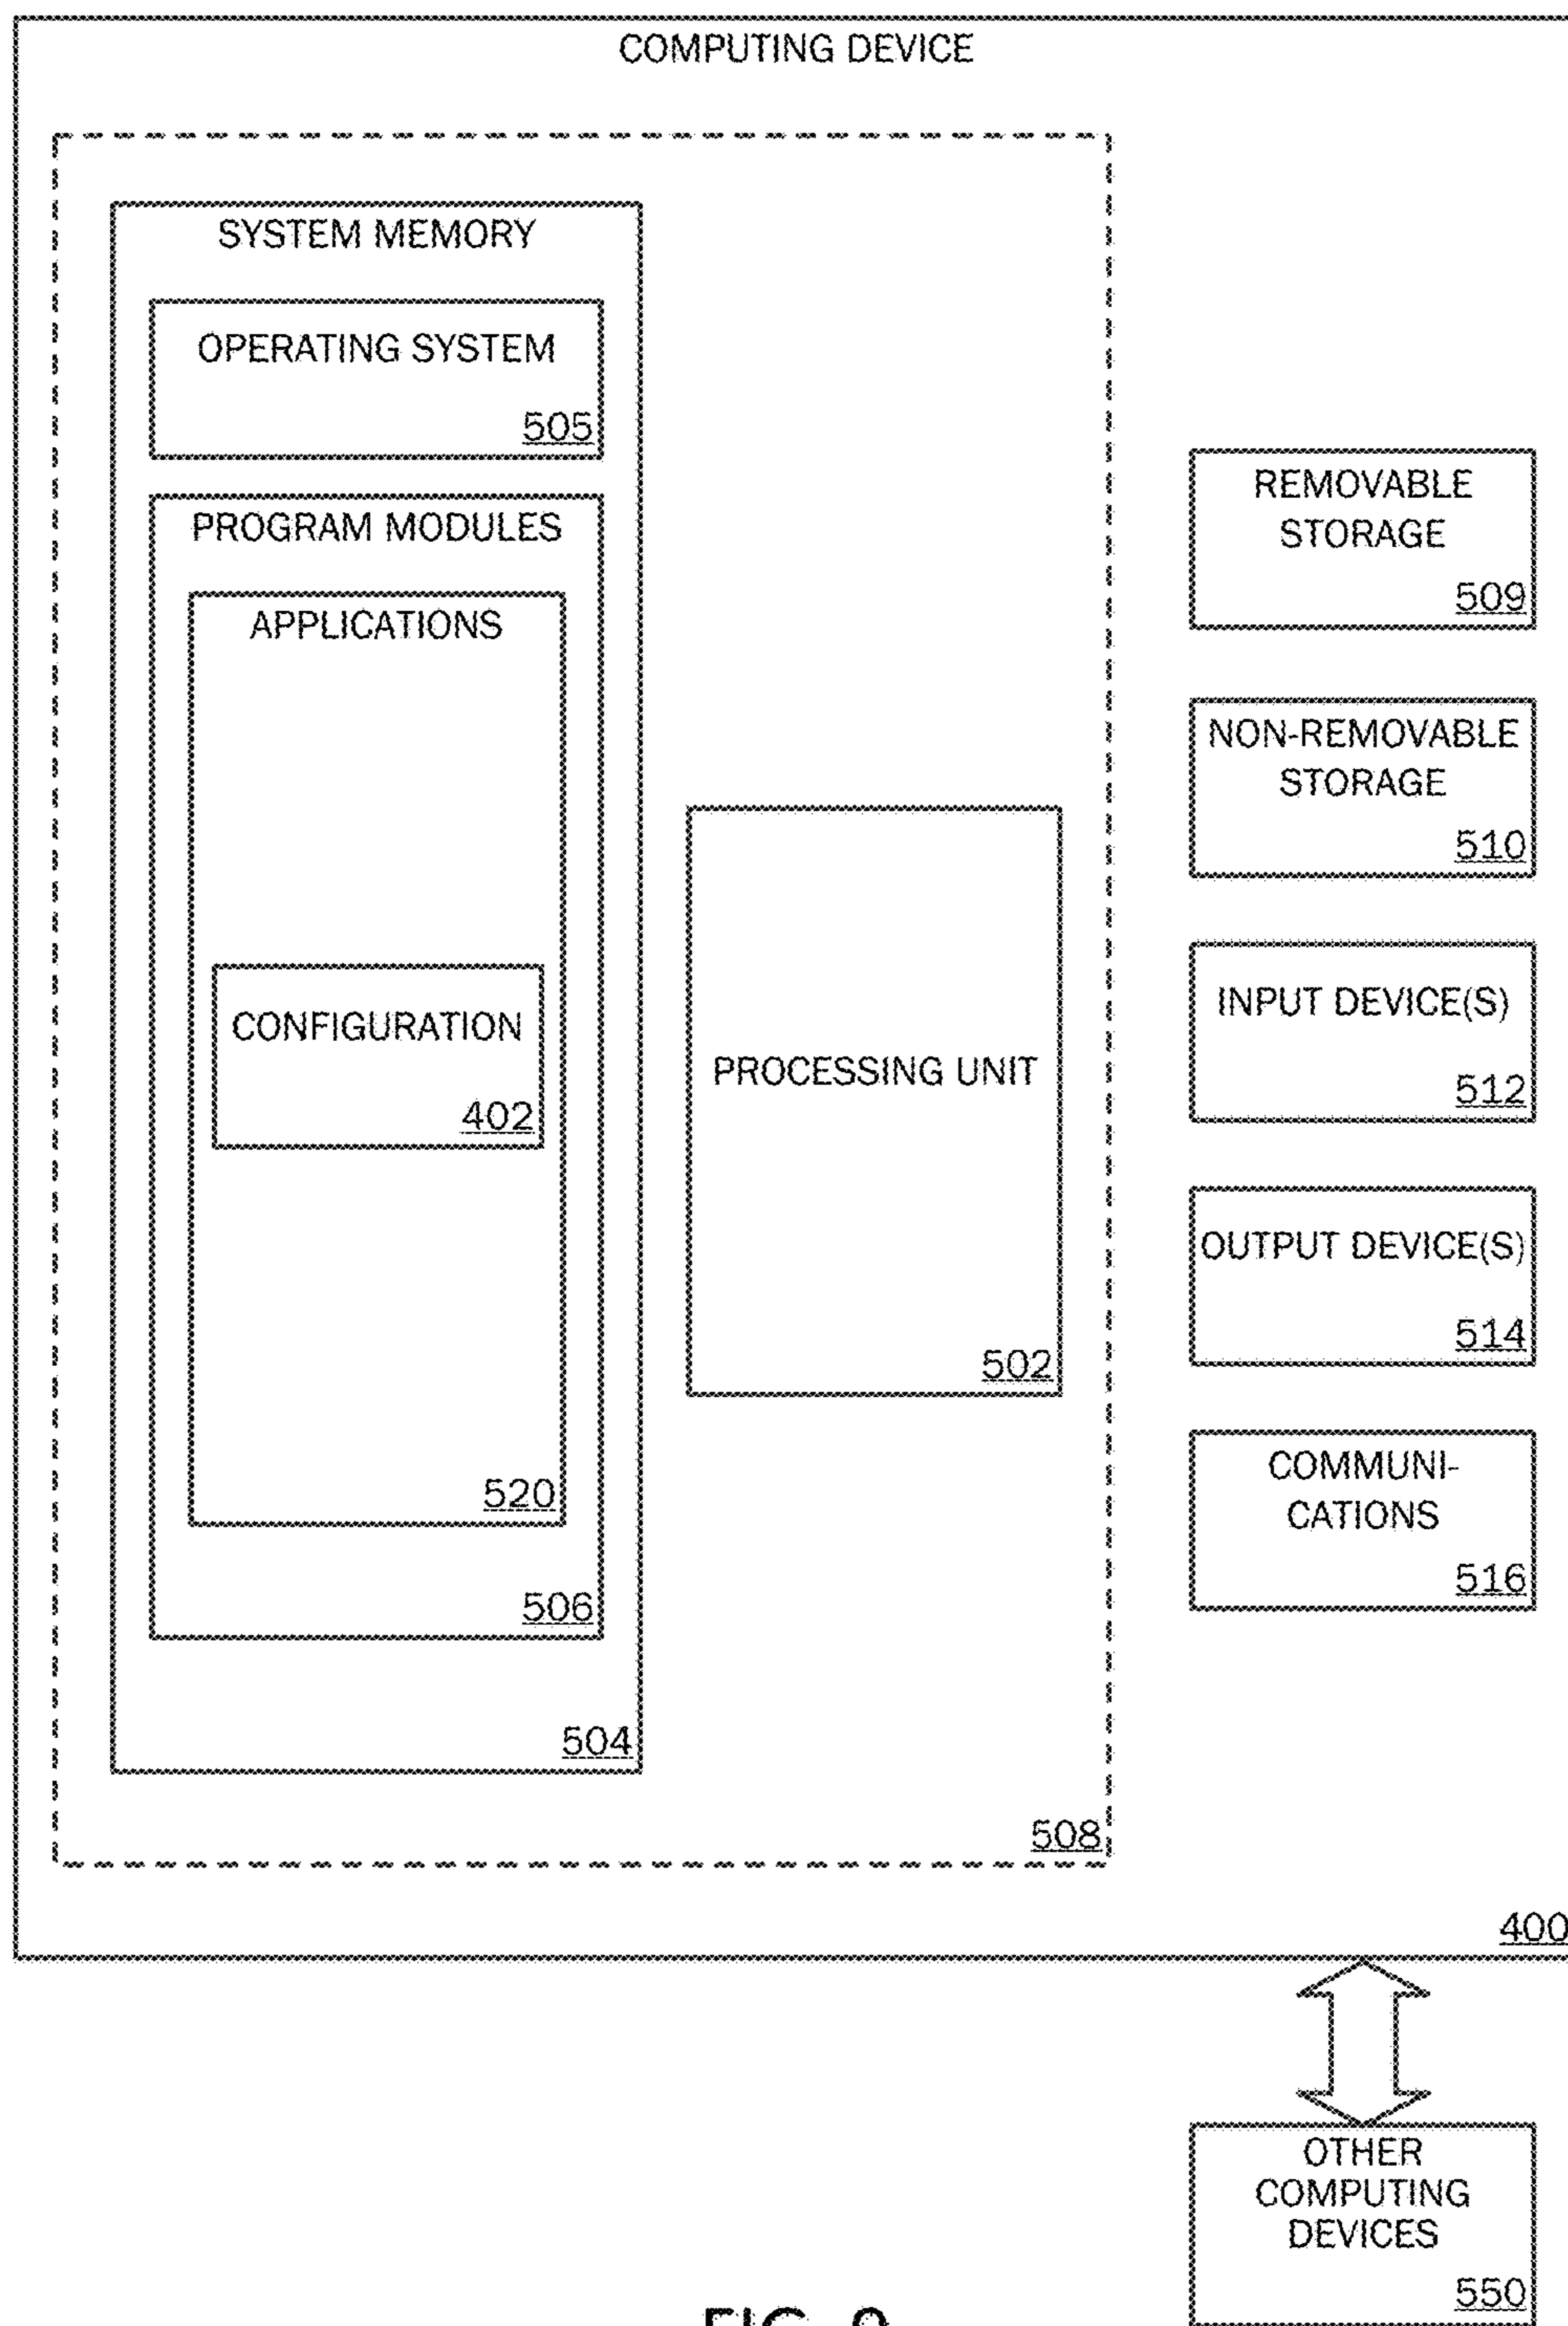 COMPUTING DEVICE
SYSTEM MEMORY
OPERATING SYSTEM
505
PROGRAM MODULES
APPLICATIONS
CONFIGURATION
402
520
506
504
PROCESSING UNIT
502
508
REMOVABLE
STORAGE
509
NON-REMOVABLE
STORAGE
510
INPUT DEVICE(S)
512
OUTPUT DEVICE(S)
514
COMMUNI-
CATIONS
516
400
OTHER
COMPUTING
DEVICES
550
FIG.